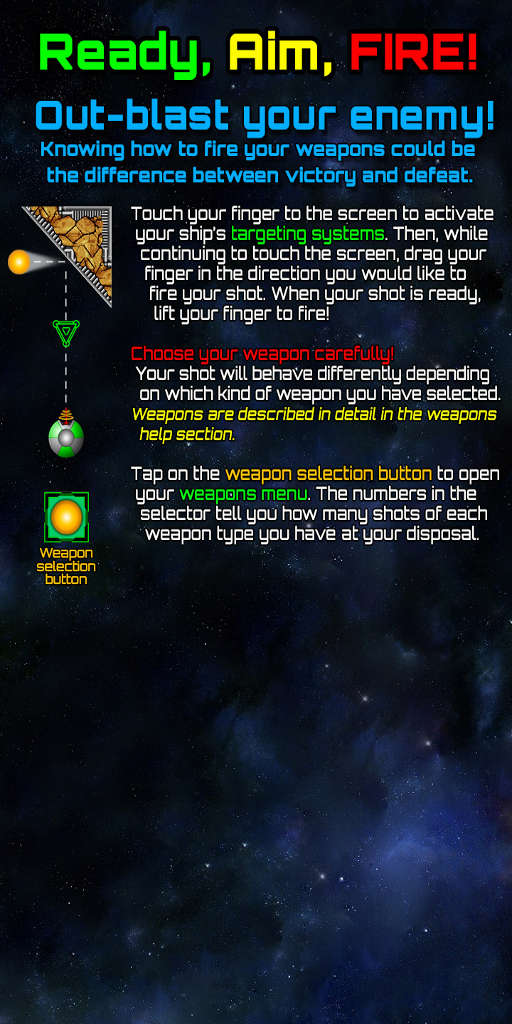 Ready, Aim, FIRE!
Out-blast your enemy!
Knowing how to fire your weapons could be
the difference between victory and defeat.
Touch your finger to the screen to activate
your ship's targeting systems. Then, while
continuing to touch the screen, drag your
finger in the direction you would like to
fire your shot. When your shot is ready,
lift your finger to fire!
Choose your weapon carefully!
Your shot will behave differently depending
on which kind of weapon you have selected.
Weapons are described in detail in the weapons
help section.
Tap on the weapon selection button to open
your weapons menu. The numbers in the
selector tell you how many shots of each
weapon type you have at your disposal.
Weapon
selection
button